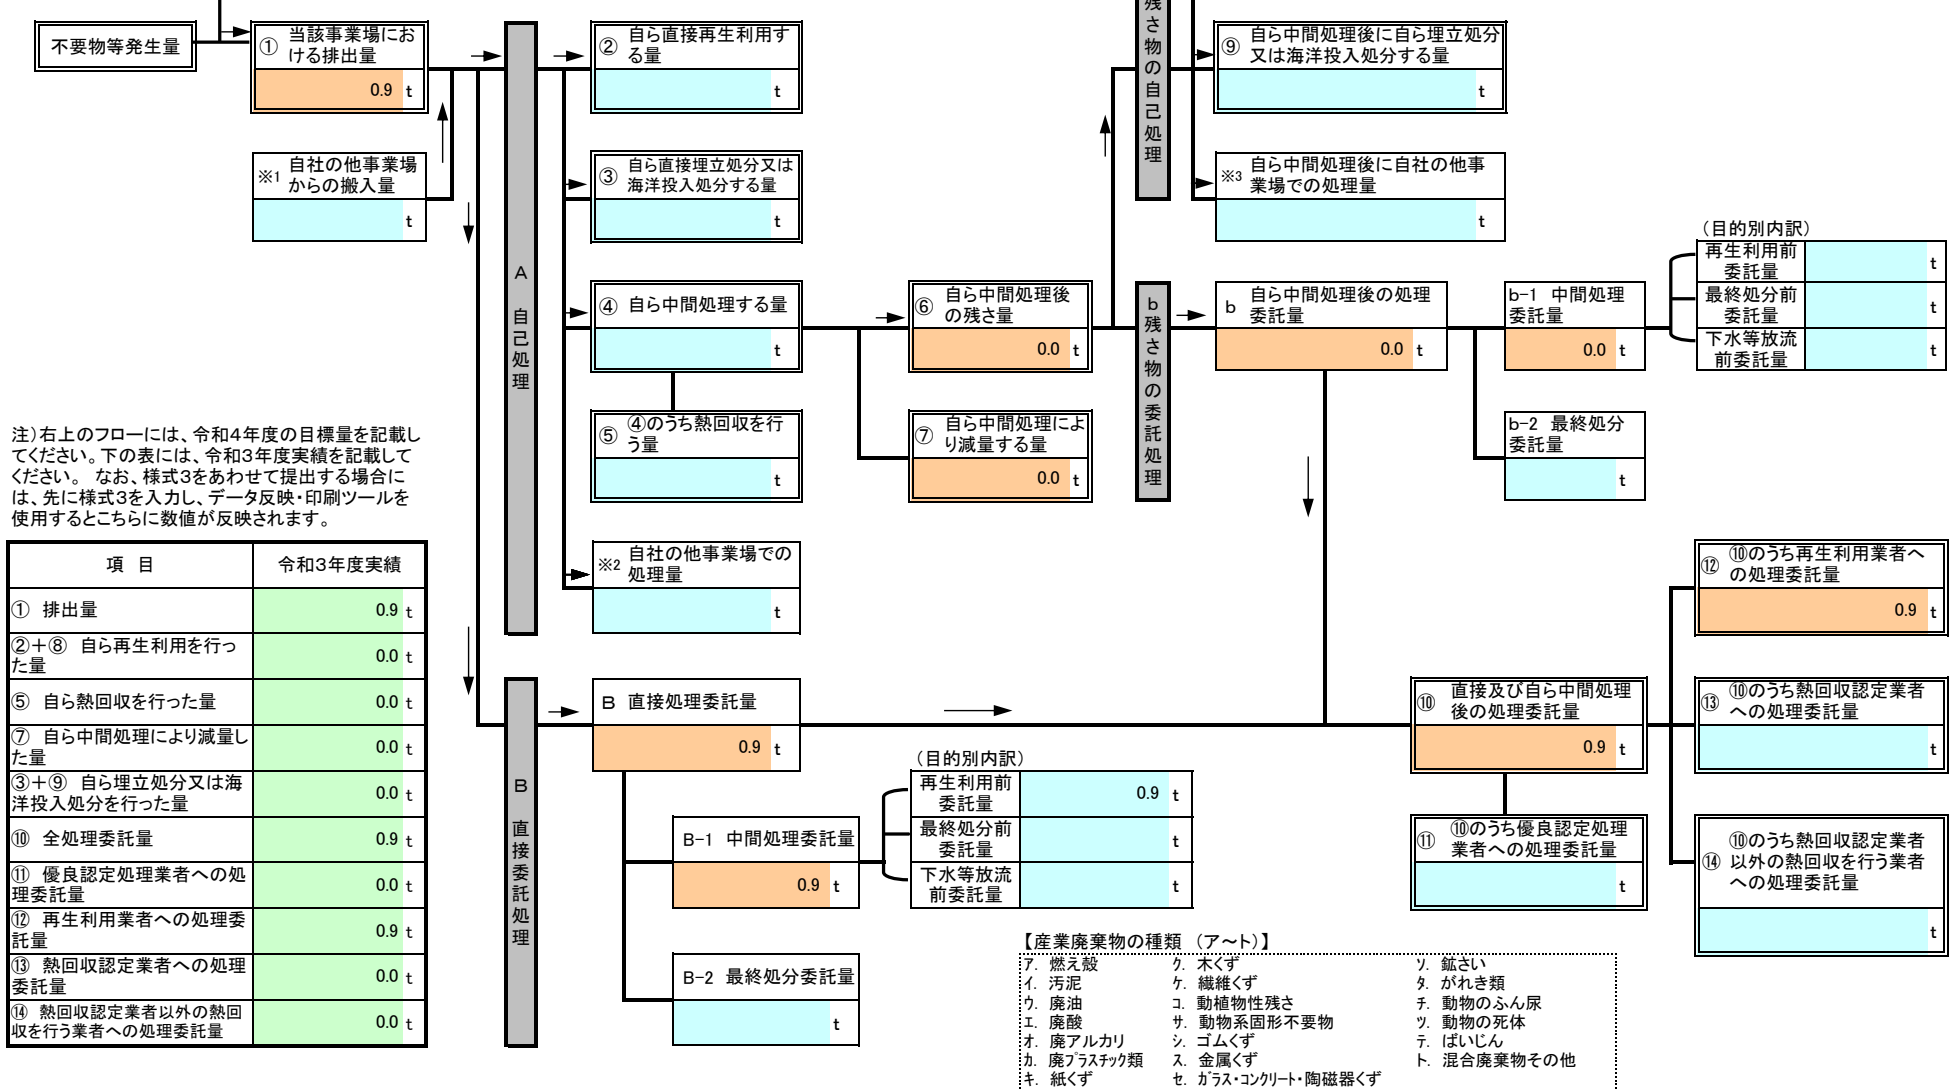 不要物等発生量
①
当該事業場にお
ける排出量
0.9 t
※1
自社の他事業場
からの搬入量
t
A 自己処理
②
自ら直接再生利用す
る量
t
③
自ら直接埋立処分又は
海洋投入処分する量
t
④ 自ら中間処理する量
t
⑤
④のうち熱回収を行
う量
t
※2
自社の他事業場での
処理量
t
⑥
自ら中間処理後
の残さ量
0.0 t
⑦
自ら中間処理によ
り減量する量
0.0 t
残さ物の自己処理
⑨
自ら中間処理後に自ら埋立処分
又は海洋投入処分する量
t
※3
自ら中間処理後に自社の他事
業場での処理量
t
b残さ物の委託処理
b
自ら中間処理後の処理
委託量
0.0 t
b-1 中間処理
委託量
0.0 t
b-2 最終処分
委託量
t
(目的別内訳)
再生利用前
委託量
t
最終処分前
委託量
t
下水等放流
前委託量
t
注)右上のフローには、令和4年度の目標量を記載し
てください。下の表には、令和3年度実績を記載して
ください。 なお、様式3をあわせて提出する場合に
は、先に様式3を入力し、データ反映・印刷ツールを
使用するとこちらに数値が反映されます。
項 目 令和3年度実績
① 排出量 0.9 t
②+⑧ 自ら再生利用を行っ
た量
0.0 t
⑤ 自ら熱回収を行った量 0.0 t
⑦ 自ら中間処理により減量し
た量
0.0 t
③+⑨ 自ら埋立処分又は海
洋投入処分を行った量
0.0 t
⑩ 全処理委託量 0.9 t
⑪ 優良認定処理業者への処
理委託量
0.0 t
⑫ 再生利用業者への処理委
託量
0.9 t
⑬ 熱回収認定業者への処理
委託量
0.0 t
⑭ 熱回収認定業者以外の熱回
収を行う業者への処理委託量
0.0 t
B 直接委託処理
B 直接処理委託量
0.9 t
B-1 中間処理委託量
0.9 t
B-2 最終処分委託量
t
(目的別内訳)
再生利用前
委託量
0.9 t
最終処分前
委託量
t
下水等放流
前委託量
t
⑩
直接及び自ら中間処理
後の処理委託量
0.9 t
⑪
⑩のうち優良認定処理
業者への処理委託量
t
⑫
⑩のうち再生利用業者へ
の処理委託量
0.9 t
⑬
⑩のうち熱回収認定業者
への処理委託量
t
⑭
⑩のうち熱回収認定業者
以外の熱回収を行う業者
への処理委託量
t
【産業廃棄物の種類 (ア〜ト)】
ア. 燃え殻 ク. 木くず ソ. 鉱さい
イ. 汚泥 ケ. 繊維くず タ. がれき類
ウ. 廃油 コ. 動植物性残さ チ. 動物のふん尿
エ. 廃酸 サ. 動物系固形不要物 ツ. 動物の死体
オ. 廃アルカリ シ. ゴムくず テ. ばいじん
カ. 廃プラスチック類 ス. 金属くず ト. 混合廃棄物その他
キ. 紙くず セ. ガラス・コンクリート・陶磁器くず